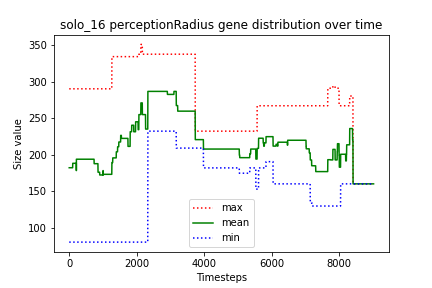 solo_16 perceptionRadius gene distribution over time
350
300
250
200
150
100
Size value
max
mean
min
0
2000
4000
6000
8000
Timesteps